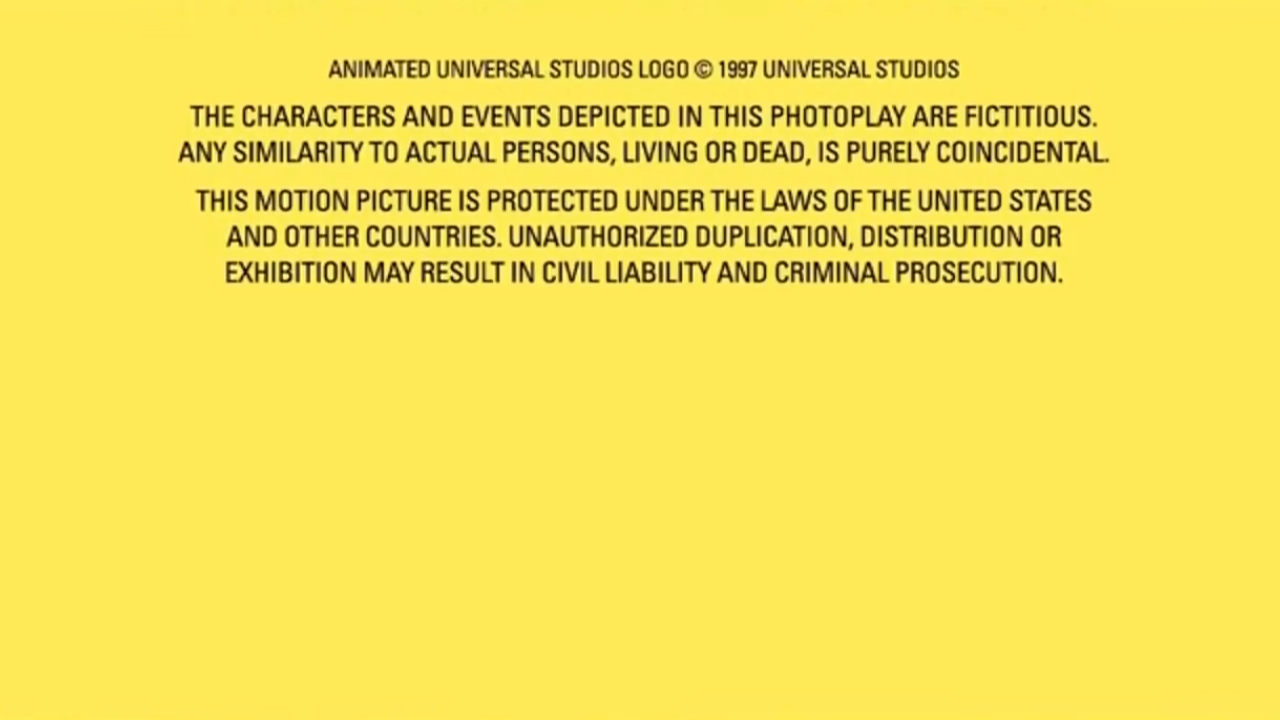 ANIMATED UNIVERSAL STUDIOS LOGO © 1997 UNIVERSAL STUDIOS
THE CHARACTERS AND EVENTS DEPICTED IN THIS PHOTOPLAY ARE FICTITIOUS.
ANY SIMILARITY TO ACTUAL PERSONS, LIVING OR DEAD, IS PURELY COINCIDENTAL.
THIS MOTION PICTURE IS PROTECTED UNDER THE LAWS OF THE UNITED STATES
AND OTHER COUNTRIES. UNAUTHORIZED DUPLICATION, DISTRIBUTION OR
EXHIBITION MAY RESULT IN CIVIL LIABILITY AND CRIMINAL PROSECUTION.